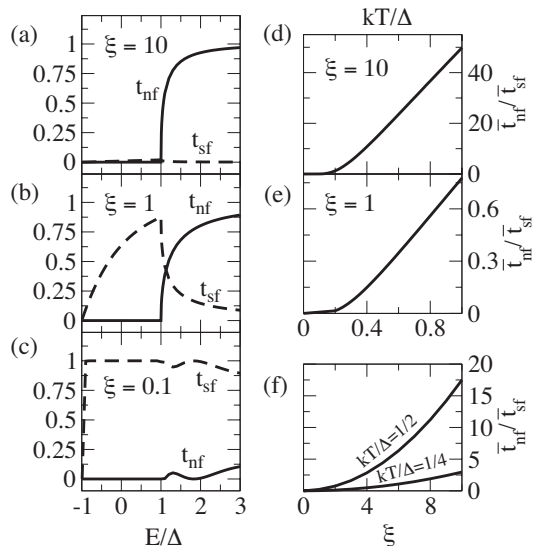 (a)
1
0.75
0.5
0.25
0
ξ = 10
t_nf
t_sf
(b)
1
0.75
0.5
0.25
0
ξ = 1
t_nf
t_sf
(c)
1
0.75
0.5
0.25
0
ξ = 0.1
t_sf
t_nf
-1 0 1 2 3
E/Δ
kT/Δ
(d)
ξ = 10
40
20
0
t̅_nf/ t̅_sf
(e)
ξ = 1
0.6
0.3
0
t̅_nf/ t̅_sf
0 0.4 0.8
(f)
kT/Δ=1/2
kT/Δ=1/4
20
15
10
5
0
t̅_nf/ t̅_sf
0 4 8
ξ